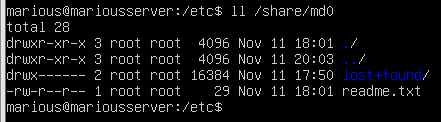 marious@mariousserver:/etc$ ll /share/md0
total 28
drwxr-xr-x 3 root root  4096 Nov 11 18:01 ./
drwxr-xr-x 3 root root  4096 Nov 11 20:03 ../
drwx------ 2 root root 16384 Nov 11 17:50 lost+found/
-rw-r--r-- 1 root root    29 Nov 11 18:01 readme.txt
marious@mariousserver:/etc$